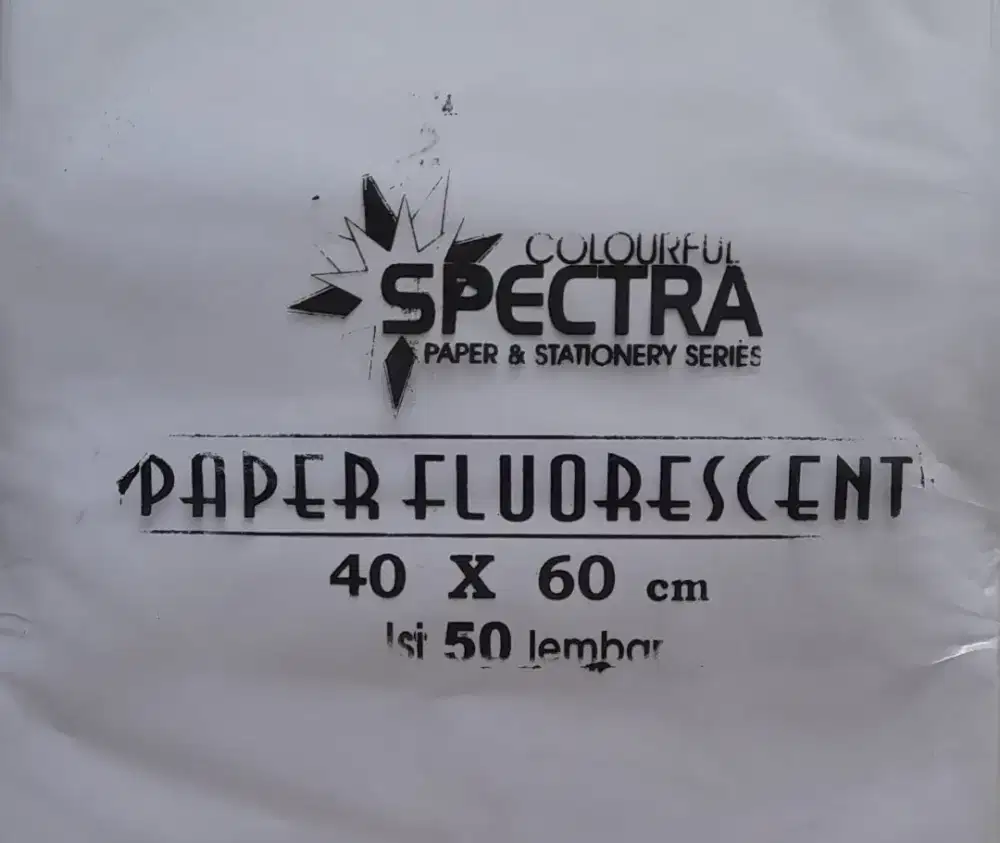 COLOURFUL
SPECTRA
PAPER & STATIONERY SERIES
PAPER FLUORESCENT
40 X 60 cm
Isi 50 lembar